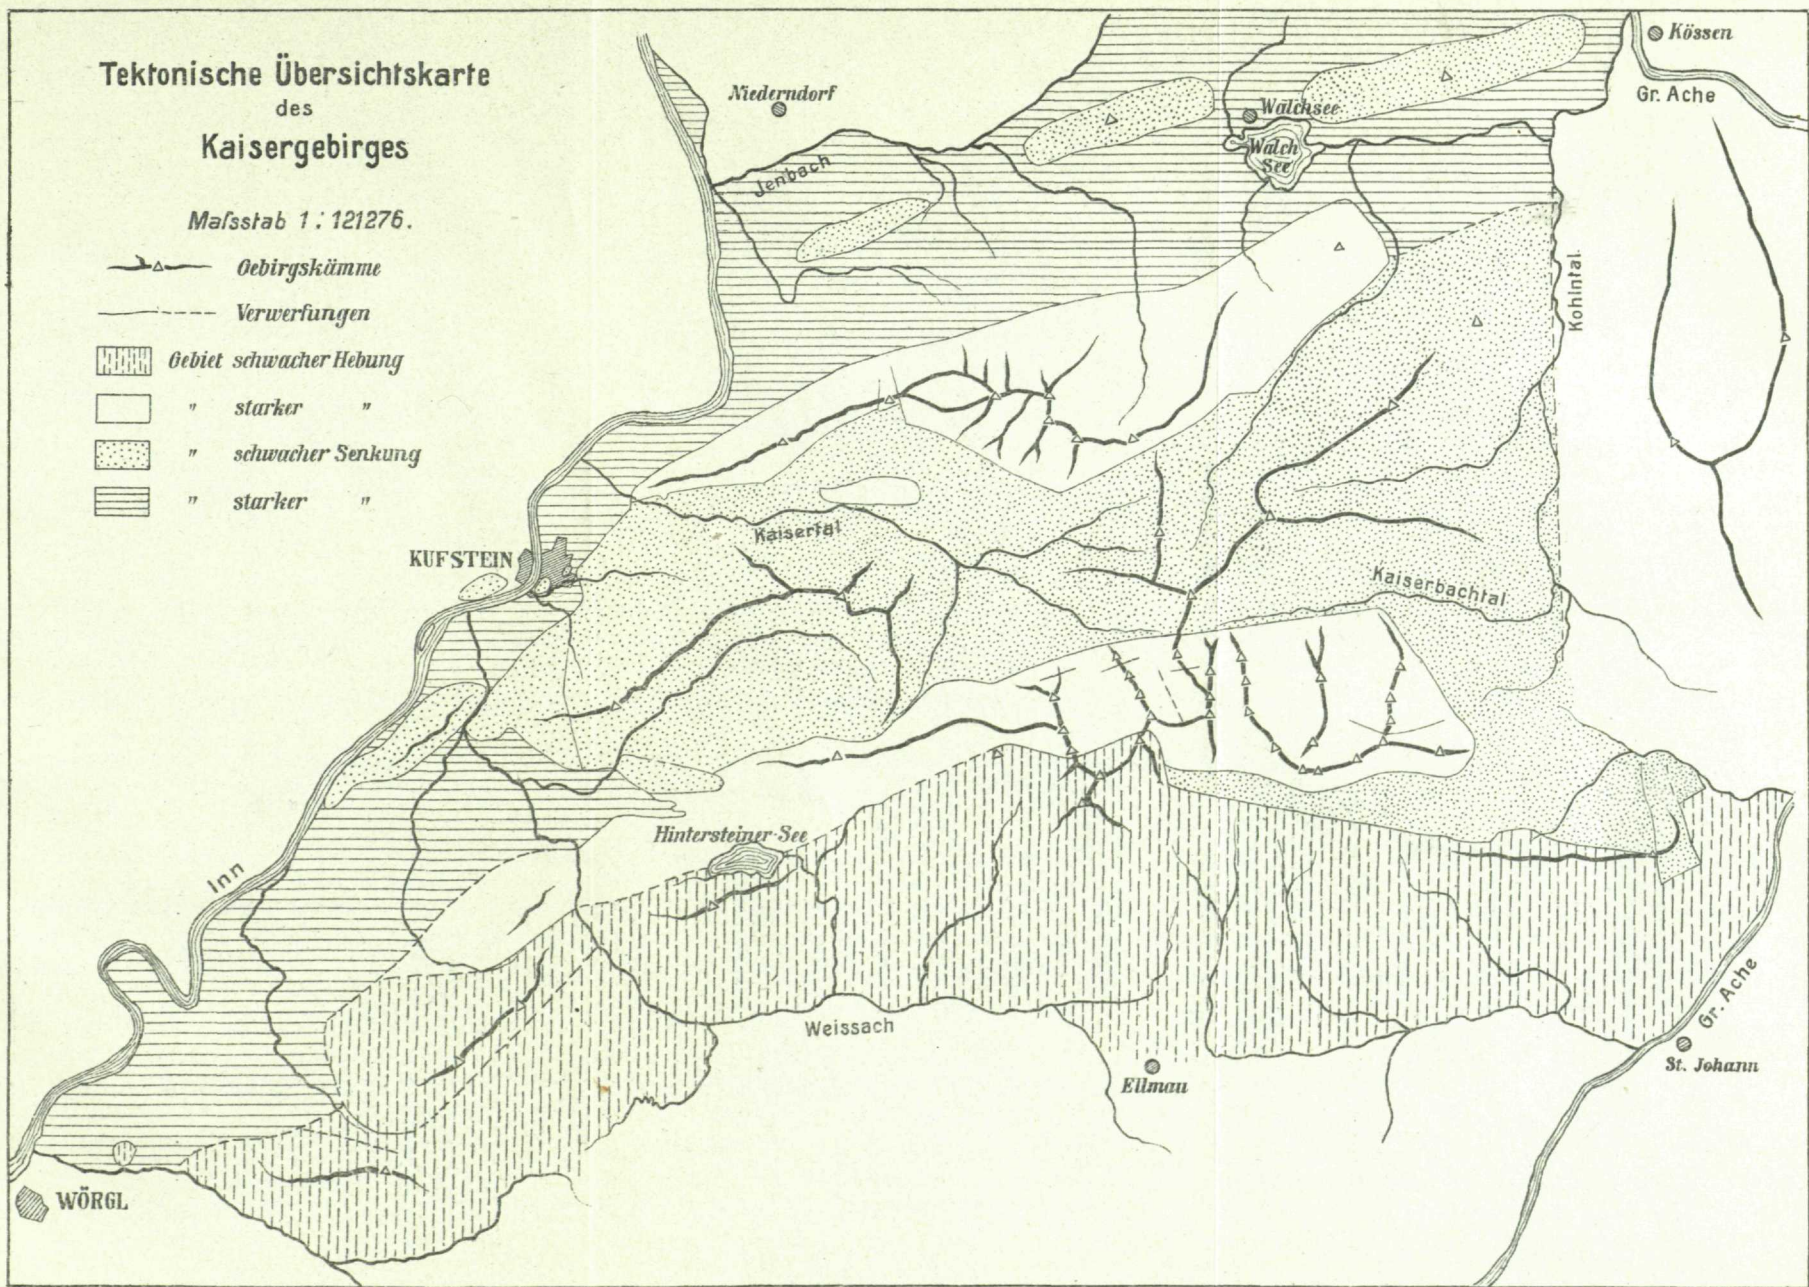 Tektonische Übersichtskarte
des
Kaisergebirges
Maſsstab 1 : 121276.
Gebirgskämme
Verwerfungen
Gebiet schwacher Hebung
" starker "
" schwacher Senkung
" starker "
Kössen
Gr. Ache
Niederndorf
Walchsee
Walch
See
Jenbach
Kohlntal
Kaisertal
KUFSTEIN
Kaiserbachtal
Hintersteiner-See
Inn
Weissach
Gr. Ache
St. Johann
Ellmau
WÖRGL